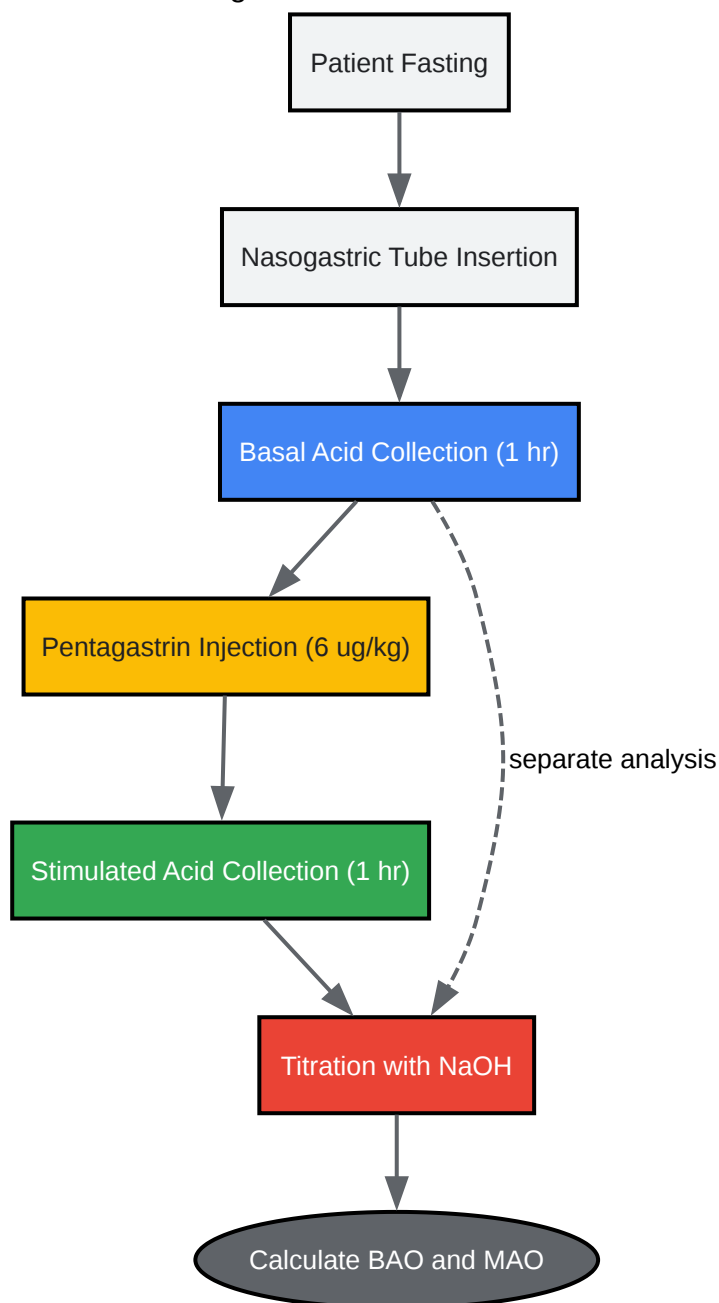 Patient Fasting
Nasogastric Tube Insertion
Basal Acid Collection (1 hr)
Pentagastrin Injection (6 ug/kg)
separate analysis
Stimulated Acid Collection (1 hr)
Titration with NaOH
Calculate BAO and MAO